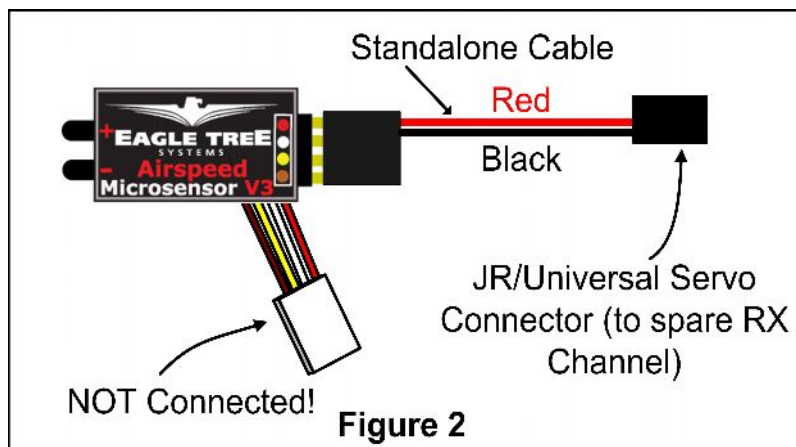 Standalone Cable
Red
Black
+
EAGLE TREE
SYSTEMS
-
Airspeed
Microsensor V3
JR/Universal Servo
Connector (to spare RX
Channel)
NOT Connected!
Figure 2